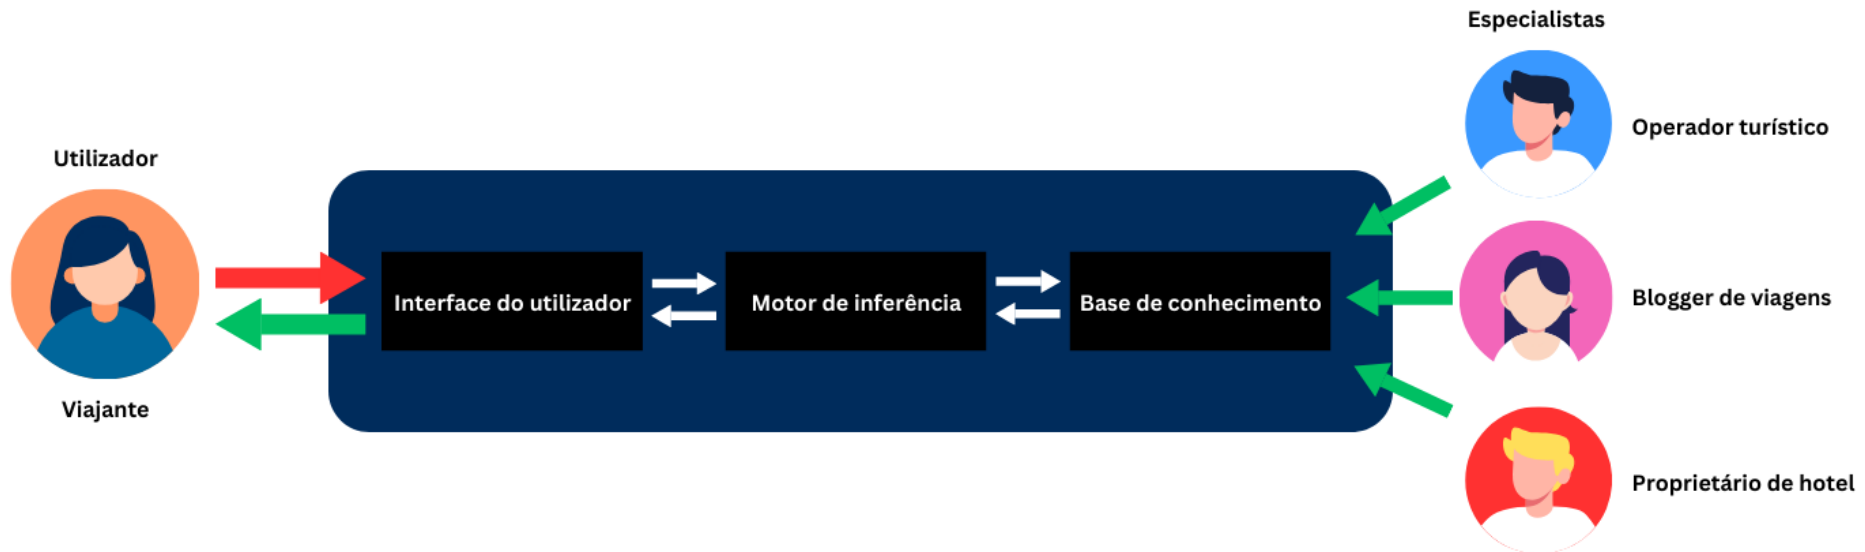 Especialistas
Operador turístico
Utilizador
Interface do utilizador
Motor de inferência
Base de conhecimento
Blogger de viagens
Viajante
Proprietário de hotel